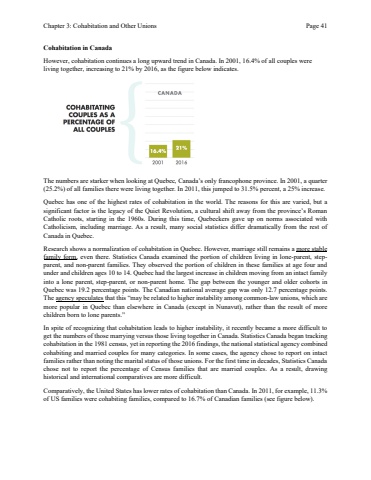 Chapter 3: Cohabitation and Other Unions Page 41
Cohabitation in Canada
However, cohabitation continues a long upward trend in Canada. In 2001, 16.4% of all couples were
living together, increasing to 21% by 2016, as the figure below indicates.
CANADA
COHABITATING
COUPLES AS A
PERCENTAGE OF
ALL COUPLES
16.4% 21%
2001 2016
The numbers are starker when looking at Quebec, Canada's only francophone province. In 2001, a quarter
(25.2%) of all families there were living together. In 2011, this jumped to 31.5% percent, a 25% increase.
Quebec has one of the highest rates of cohabitation in the world. The reasons for this are varied, but a
significant factor is the legacy of the Quiet Revolution, a cultural shift away from the province's Roman
Catholic roots, starting in the 1960s. During this time, Quebeckers gave up on norms associated with
Catholicism, including marriage. As a result, many social statistics differ dramatically from the rest of
Canada in Quebec.
Research shows a normalization of cohabitation in Quebec. However, marriage still remains a more stable
family form, even there. Statistics Canada examined the portion of children living in lone-parent, step-
parent, and non-parent families. They observed the portion of children in these families at age four and
under and children ages 10 to 14. Quebec had the largest increase in children moving from an intact family
into a lone parent, step-parent, or non-parent home. The gap between the younger and older cohorts in
Quebec was 19.2 percentage points. The Canadian national average gap was only 12.7 percentage points.
The agency speculates that this "may be related to higher instability among common-law unions, which are
more popular in Quebec than elsewhere in Canada (except in Nunavut), rather than the result of more
children born to lone parents."
In spite of recognizing that cohabitation leads to higher instability, it recently became a more difficult to
get the numbers of those marrying versus those living together in Canada. Statistics Canada began tracking
cohabitation in the 1981 census, yet in reporting the 2016 findings, the national statistical agency combined
cohabiting and married couples for many categories. In some cases, the agency chose to report on intact
families rather than noting the marital status of those unions. For the first time in decades, Statistics Canada
chose not to report the percentage of Census families that are married couples. As a result, drawing
historical and international comparatives are more difficult.
Comparatively, the United States has lower rates of cohabitation than Canada. In 2011, for example, 11.3%
of US families were cohabiting families, compared to 16.7% of Canadian families (see figure below).